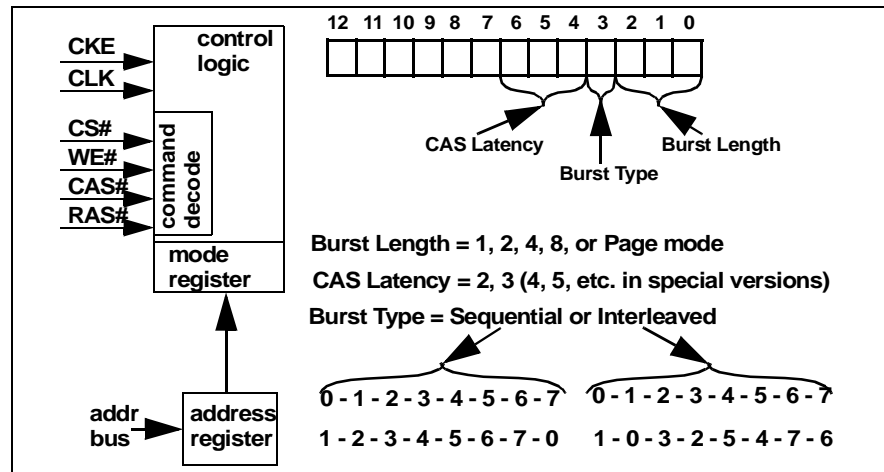 CKE
CLK
CS#
WE#
CAS#
RAS#
control
logic
command
decode
mode
register
addr
bus
address
register
12 11 10 9 8 7 6 5 4 3 2 1 0
CAS Latency
Burst Type
Burst Length
Burst Length = 1, 2, 4, 8, or Page mode
CAS Latency = 2, 3 (4, 5, etc. in special versions)
Burst Type = Sequential or Interleaved
0 - 1 - 2 - 3 - 4 - 5 - 6 - 7
1 - 2 - 3 - 4 - 5 - 6 - 7 - 0
0 - 1 - 2 - 3 - 4 - 5 - 6 - 7
1 - 0 - 3 - 2 - 5 - 4 - 7 - 6